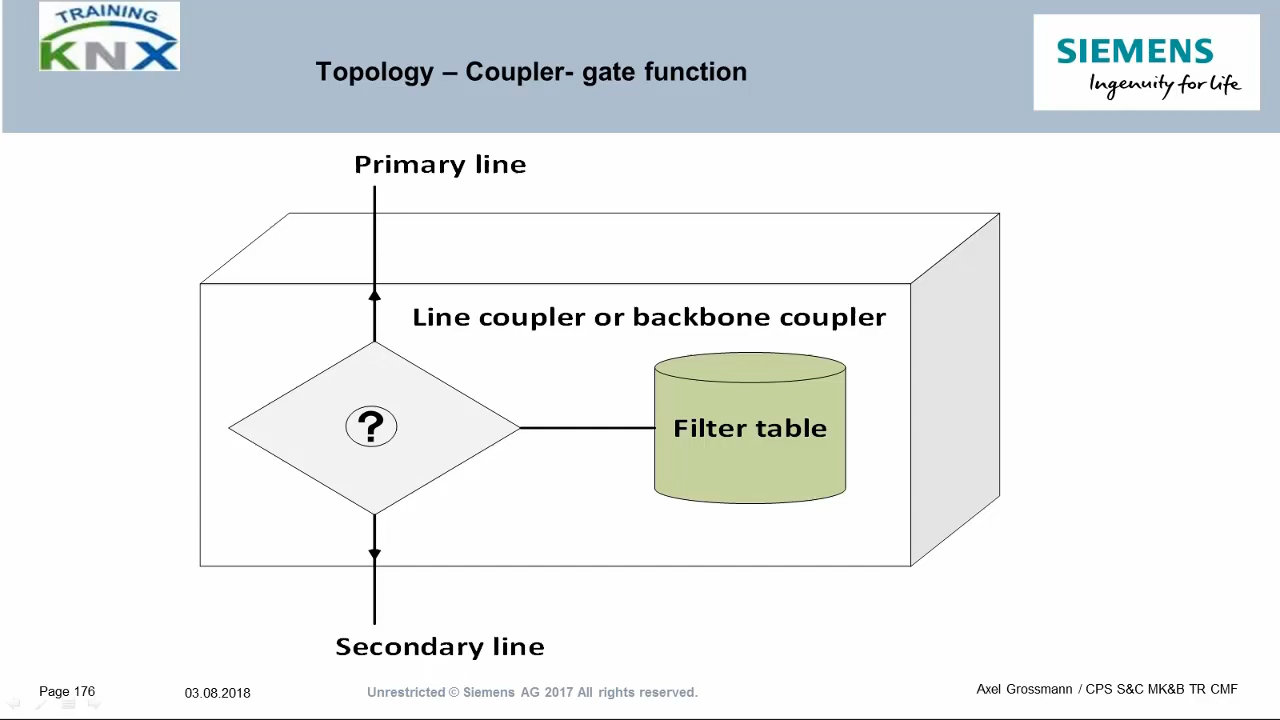 TRAINING
KNX
Topology – Coupler- gate function
SIEMENS
Ingenuity for life
Primary line
Line coupler or backbone coupler
?
Filter table
Secondary line
Page 176
03.08.2018
Unrestricted © Siemens AG 2017 All rights reserved.
Axel Grossmann / CPS S&C MK&B TR CMF